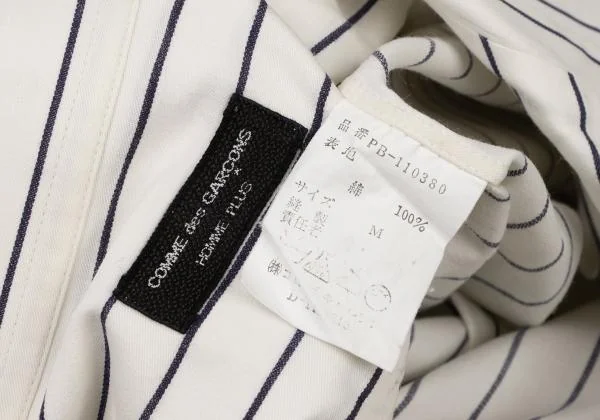 COMME des GARCONS
HOMME PLUS
品番 PB-110380
表地
綿 100%
サイズ M
縫製
責任者